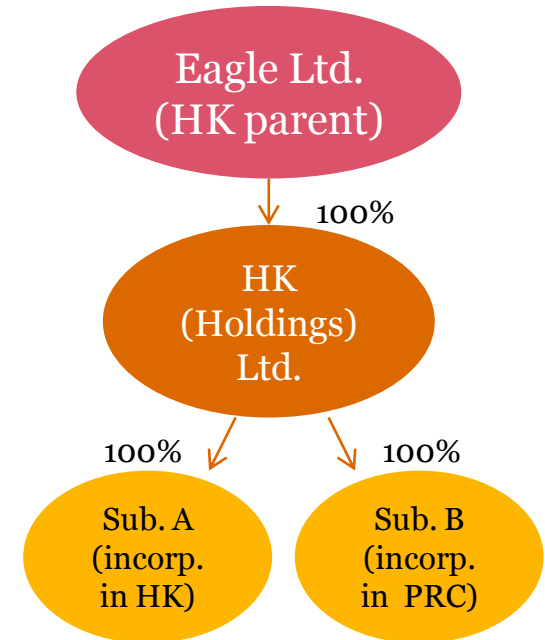 Eagle Ltd.
(HK parent)
100%
HK
(Holdings)
Ltd.
100%
100%
Sub. A
(incorp.
in HK)
Sub. B
(incorp.
in PRC)